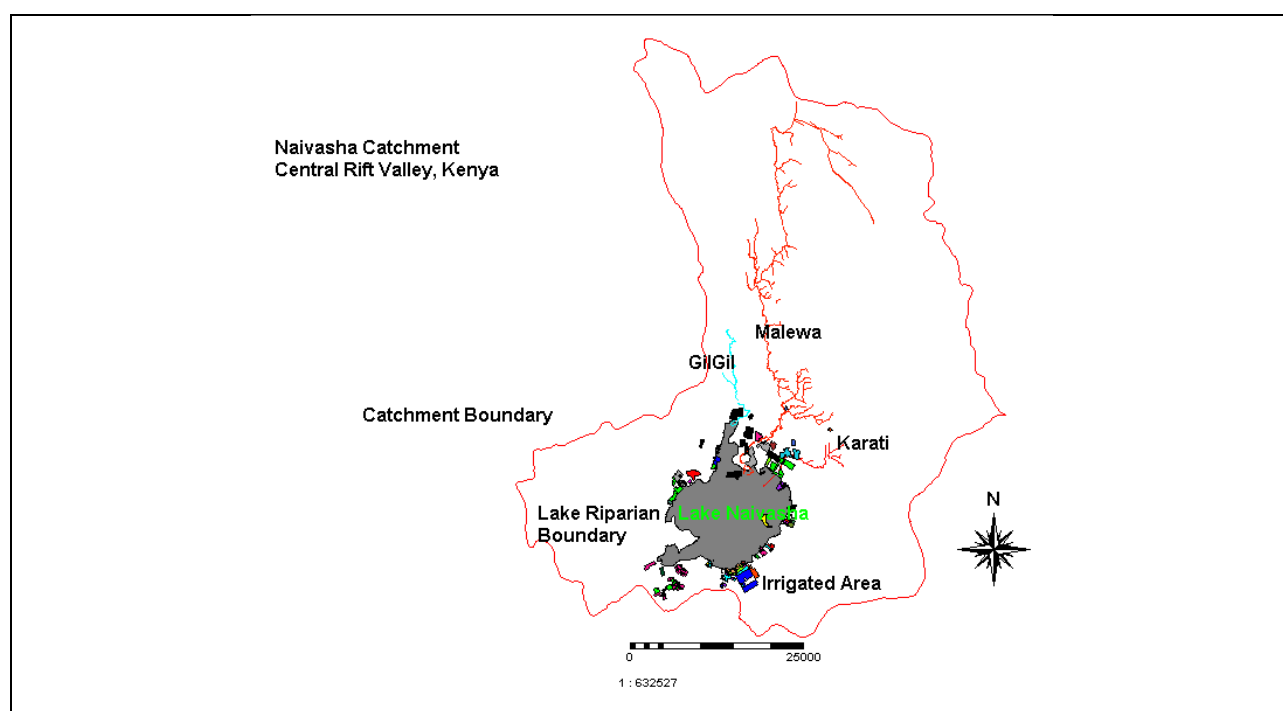 Naivasha Catchment
Central Rift Valley, Kenya
Malewa
GilGil
Catchment Boundary
Karati
Lake Riparian
Boundary
Lake Naivasha
N
Irrigated Area
0 25000
1 : 632527